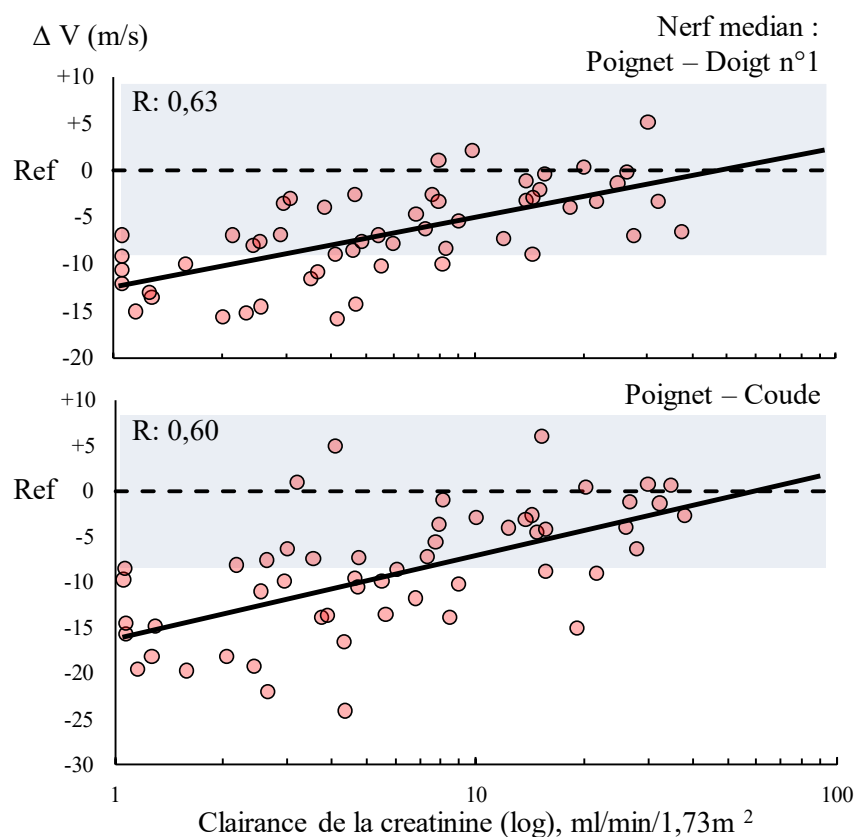 Δ V (m/s)
Nerf median :
Poignet – Doigt n°1
+10
R: 0,63
+5
Ref
0
-5
-10
-15
-20
Poignet – Coude
+10
R: 0,60
+5
Ref
0
-5
-10
-15
-20
-25
-30
1
10
100
Clairance de la creatinine (log), ml/min/1,73m ²